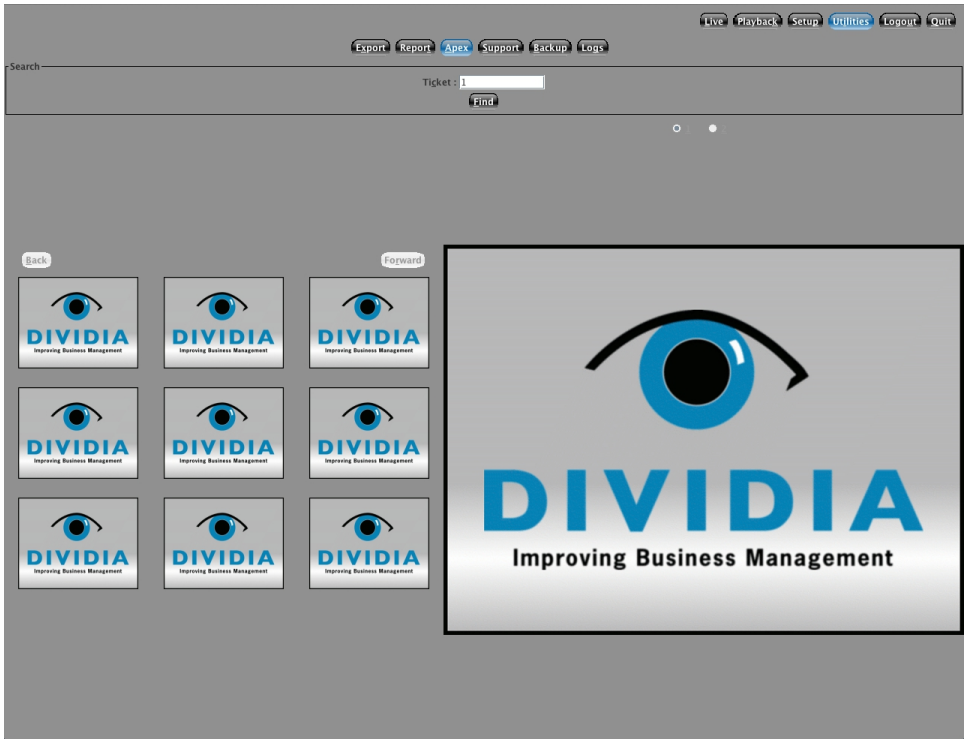 Live Playback Setup Utilities Logout Quit
Export Report Apex Support Backup Logs
Search
Ticket : 1
Find
Back Forward
DIVIDIA DIVIDIA DIVIDIA
Improving Business Management Improving Business Management Improving Business Management
DIVIDIA DIVIDIA DIVIDIA
Improving Business Management Improving Business Management Improving Business Management
DIVIDIA DIVIDIA DIVIDIA
Improving Business Management Improving Business Management Improving Business Management
DIVIDIA
Improving Business Management